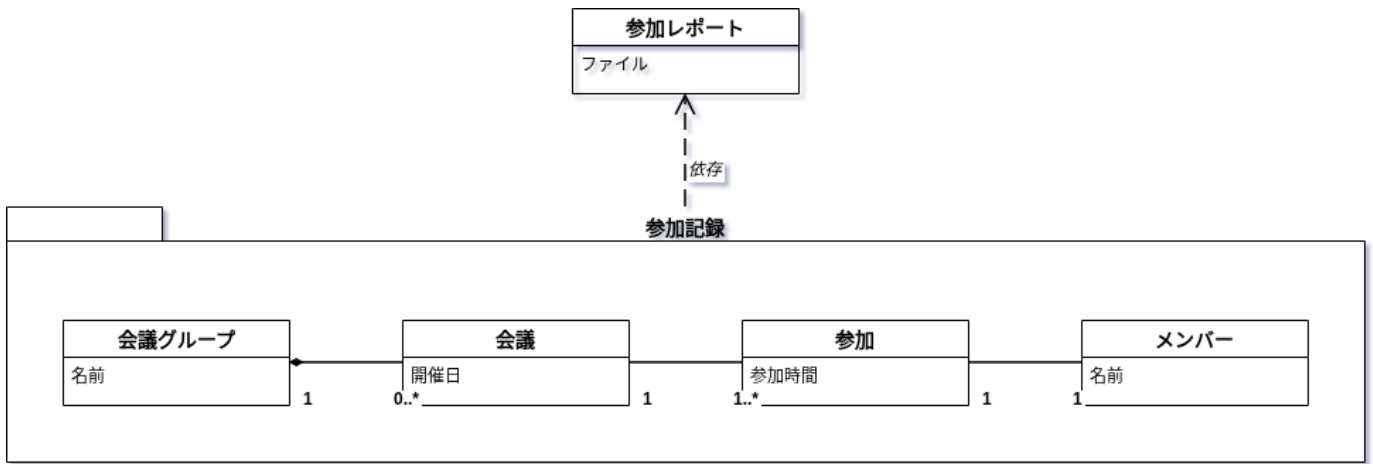 参加レポート
ファイル
依存
参加記録
会議グループ
名前
1
0..*
会議
開催日
1
1..*
参加
参加時間
1
1
メンバー
名前